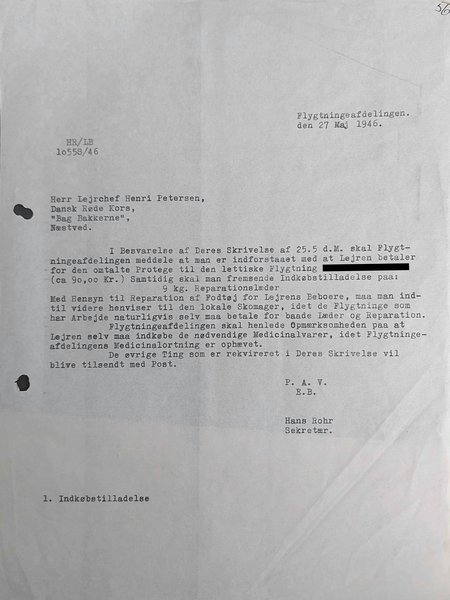 56
Flygtningeafdelingen.
den 27 Maj 1946.
HR/LB
10558/46
Herr Lejrchef Henri Petersen,
Dansk Røde Kors,
"Bag Bakkerne",
Næstved.
I Besvarelse af Deres Skrivelse af 25.5 d.M. skal Flygt-
ningeafdelingen meddele at man er indforstaaet med at Lejren betaler
for den omtalte Protege til den lettiske Flygtning
(ca 90,00 Kr.) Samtidig skal man fremsende Indkøbstilladelse paa:
9 kg. Reparationslæder
Med Hensyn til Reparation af Fodtøj for Lejrens Beboere, maa man ind-
til videre henviser til den lokale Skomager, idet de Flygtninge som
har Arbejde naturligvis selv maa betale for baade Læder og Reparation.
Flygtningeafdelingen skal henlede Opmærksomheden paa at
Lejren selv maa indkøbe de nødvendige Medicinalvarer, idet Flygtninge-
afdelingens Medicinalortning er ophævet.
De øvrige Ting som er rekvireret i Deres Skrivelse vil
blive tilsendt med Post.
P. A. V.
E.B.
Hans Rohr
Sekretær.
1. Indkøbstilladelse